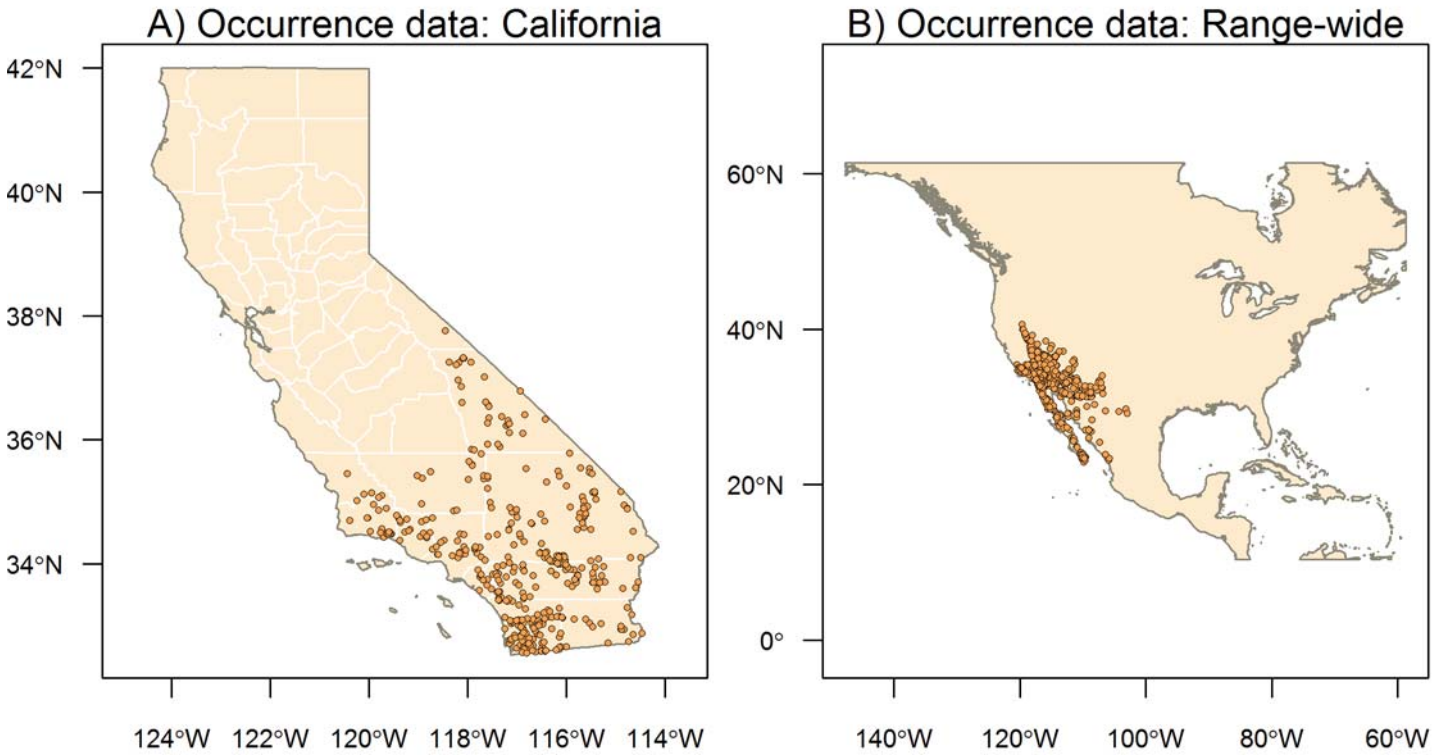 A) Occurrence data: California
42°N
40°N
38°N
36°N
34°N
124°W 122°W 120°W 118°W 116°W 114°W
B) Occurrence data: Range-wide
60°N
40°N
20°N
0°
140°W 120°W 100°W 80°W 60°W